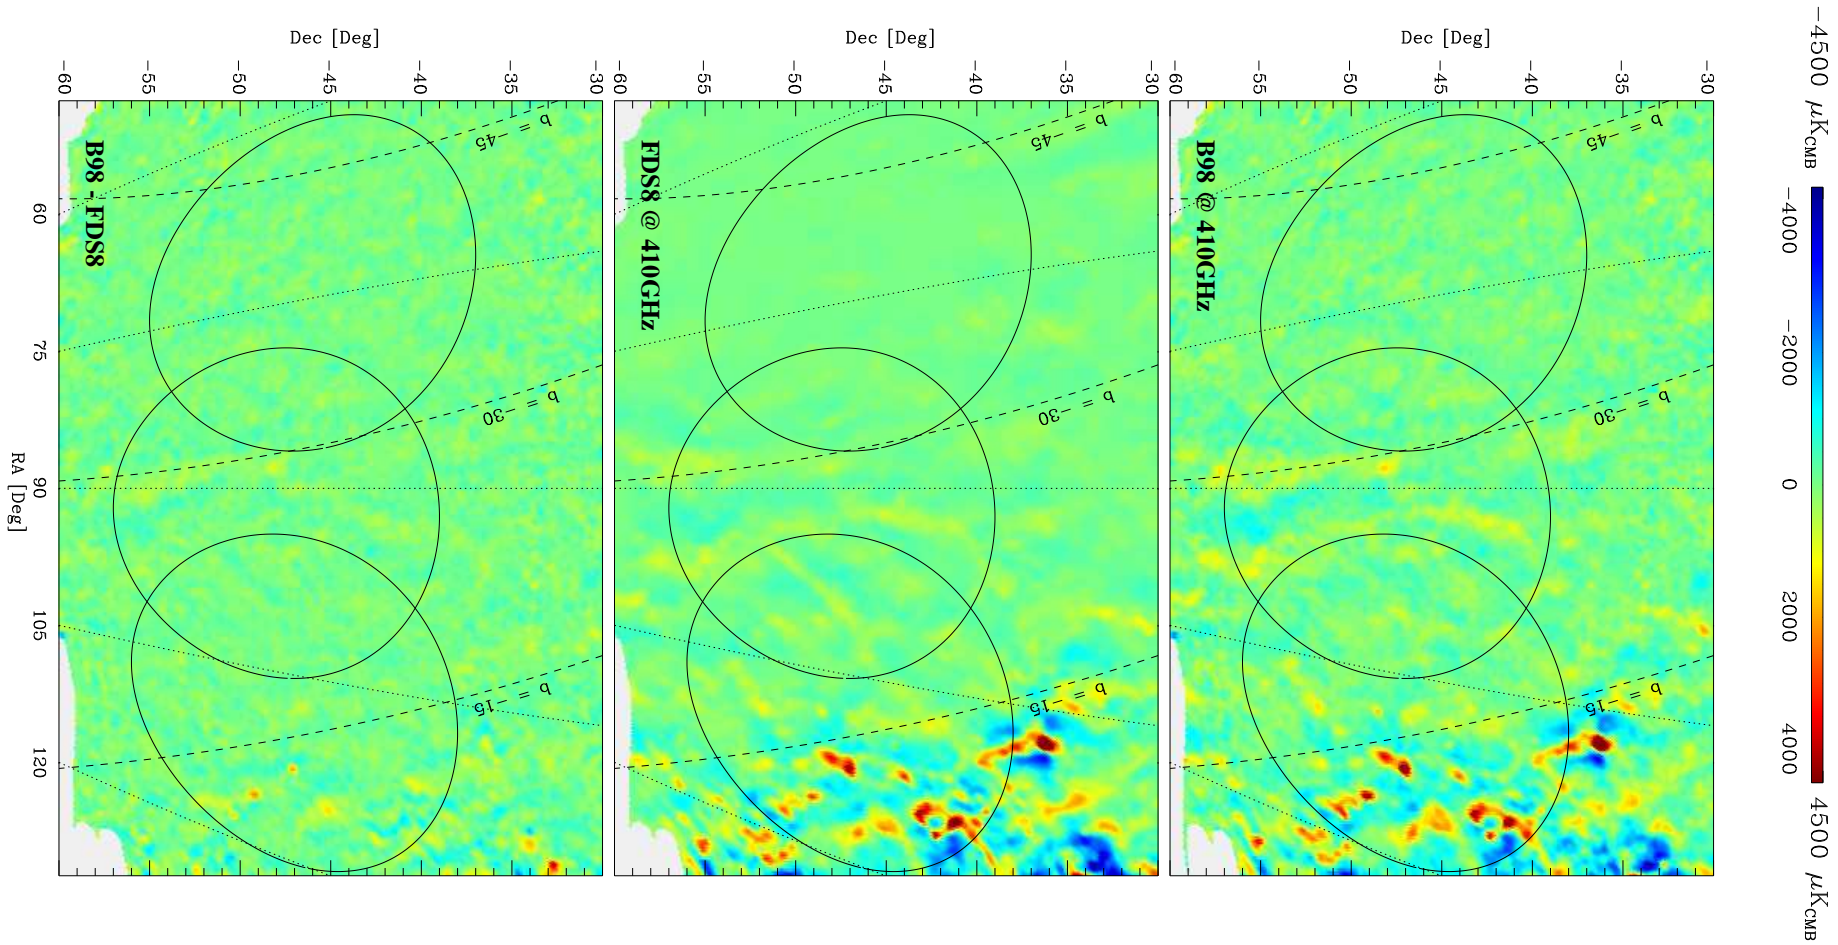 −4500 μK_CMB
−4000
−2000
0
2000
4000
4500 μK_CMB
Dec [Deg]
−60
−55
−50
−45
−40
−35
−30
B98 @ 410GHz
b = −45
b = −30
b = −15
Dec [Deg]
−60
−55
−50
−45
−40
−35
−30
FDS8 @ 410GHz
b = −45
b = −30
b = −15
Dec [Deg]
−60
−55
−50
−45
−40
−35
−30
B98 - FDS8
b = −45
b = −30
b = −15
60
75
90
105
120
RA [Deg]